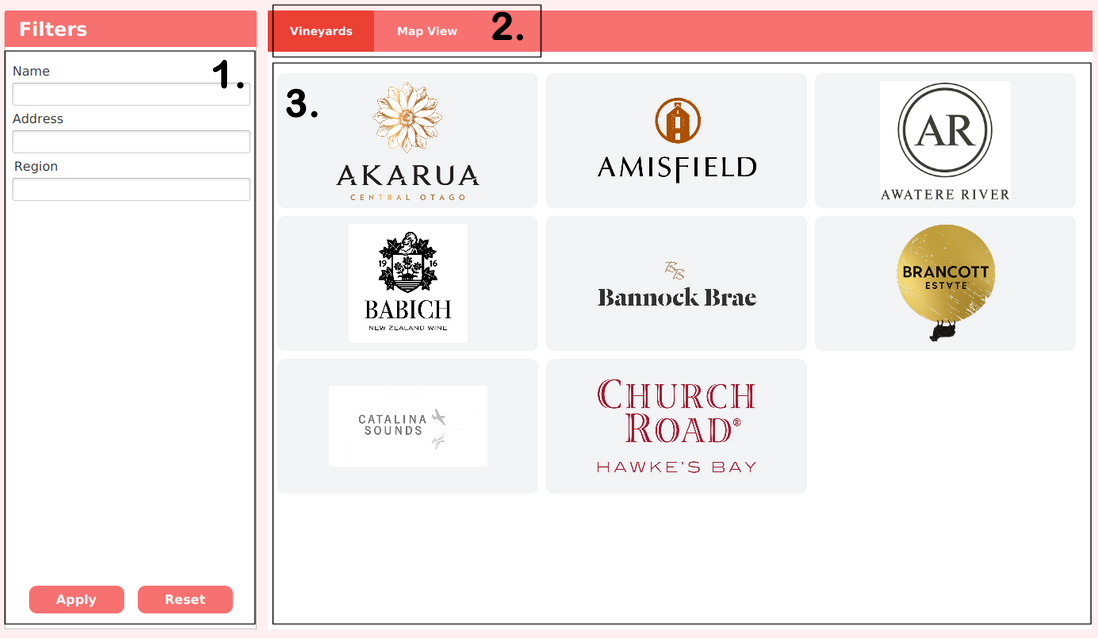 Filters
1.
Name
Address
Region
Apply
Reset
Vineyards
Map View
2.
3.
AKARUA
CENTRAL OTAGO
AMISFIELD
AR
AWATERE RIVER
19 16
BABICH
NEW ZEALAND WINE
BB
Bannock Brae
BRANCOTT
ESTATE
CATALINA
SOUNDS
CHURCH
ROAD®
HAWKE'S BAY